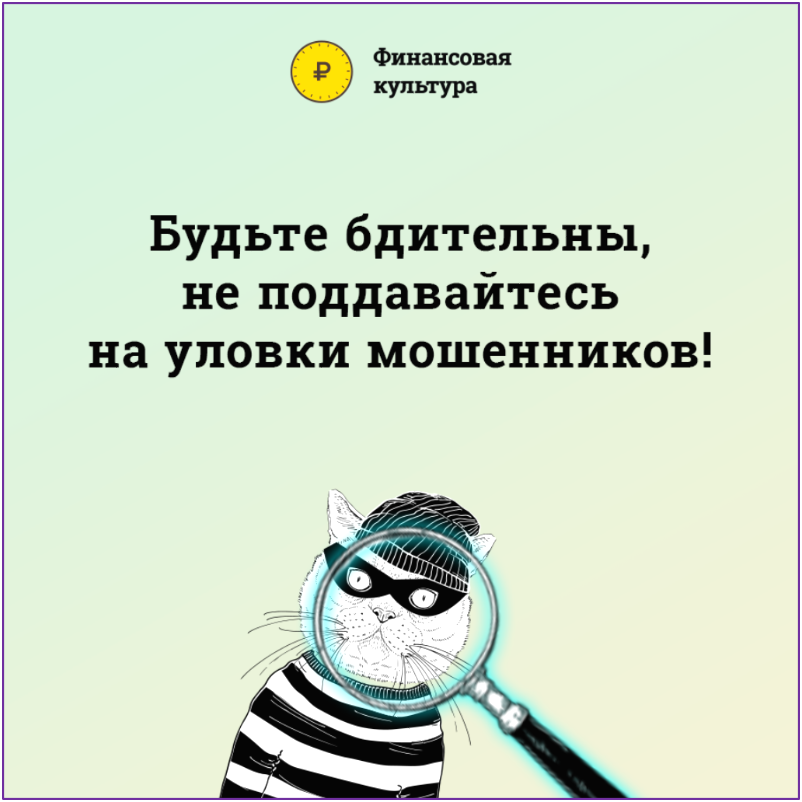 ₽
Финансовая
культура
Будьте бдительны,
не поддавайтесь
на уловки мошенников!